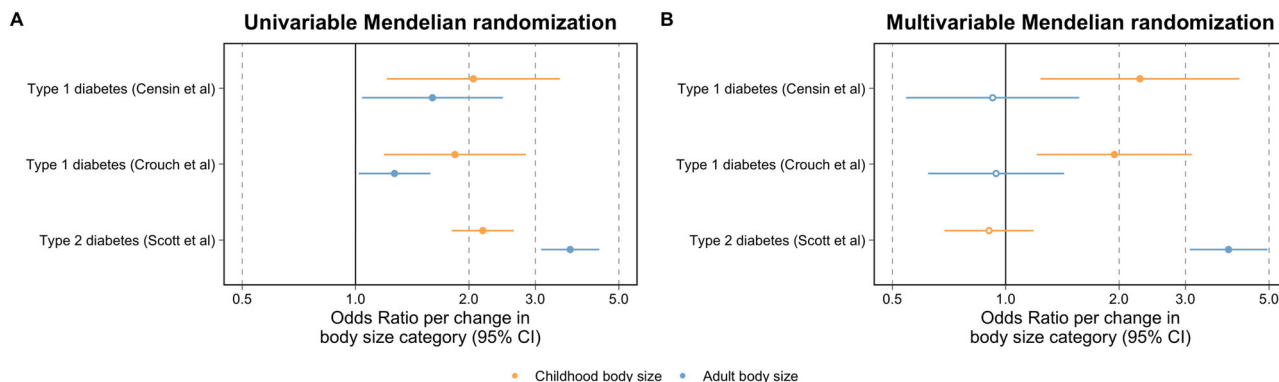 A
Univariable Mendelian randomization
Type 1 diabetes (Censin et al)
Type 1 diabetes (Crouch et al)
Type 2 diabetes (Scott et al)
0.5 1.0 2.0 3.0 5.0
Odds Ratio per change in
body size category (95% CI)
B
Multivariable Mendelian randomization
Type 1 diabetes (Censin et al)
Type 1 diabetes (Crouch et al)
Type 2 diabetes (Scott et al)
0.5 1.0 2.0 3.0 5.0
Odds Ratio per change in
body size category (95% CI)
Childhood body size Adult body size